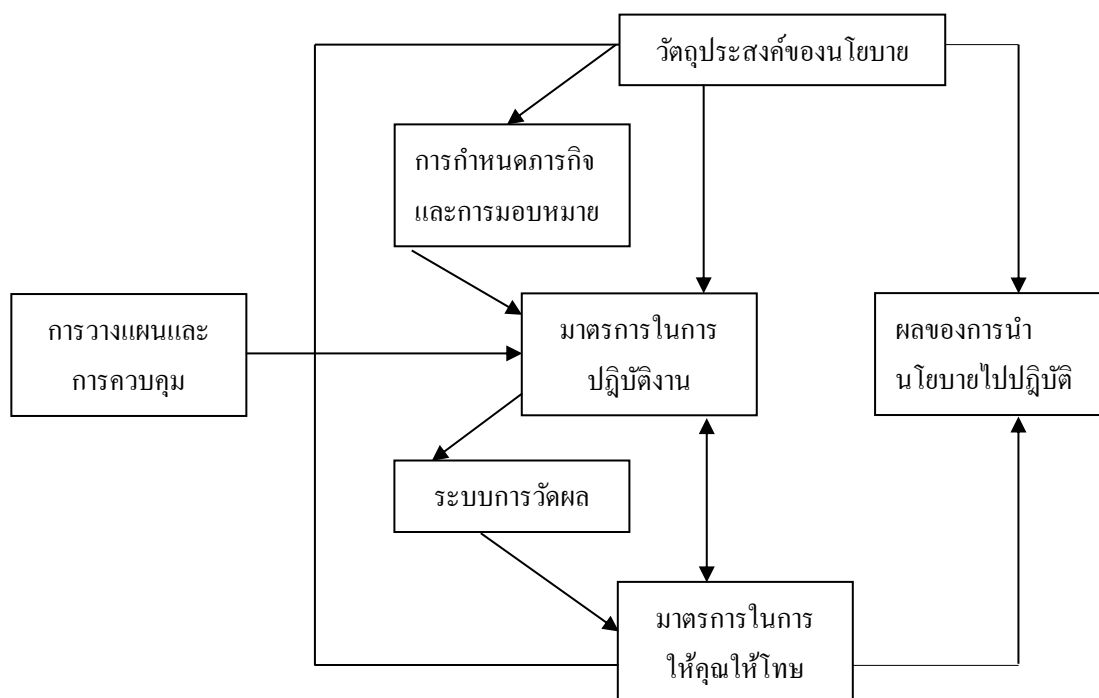 วัตถุประสงค์ของนโยบาย
การกำหนดภารกิจ
และการมอบหมาย
การวางแผนและ
การควบคุม
มาตรการในการ
ปฎิบัติงาน
ผลของการนำ
นโยบายไปปฎิบัติ
ระบบการวัดผล
มาตรการในการ
ให้คุณให้โทษ